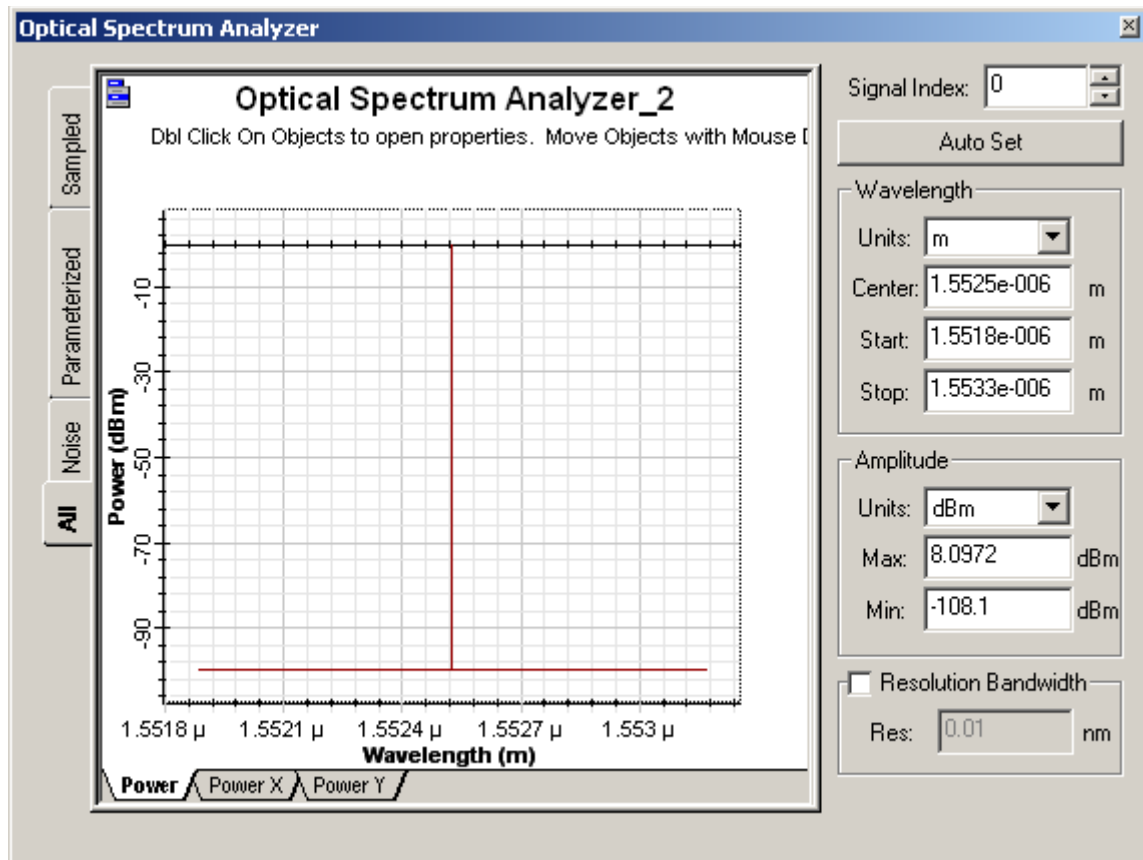 Optical Spectrum Analyzer
Sampled
Parameterized
Noise
All
Optical Spectrum Analyzer_2
Dbl Click On Objects to open properties. Move Objects with Mouse D
Power (dBm)
-10
-30
-50
-70
-90
1.5518 µ 1.5521 µ 1.5524 µ 1.5527 µ 1.553 µ
Wavelength (m)
Power Power X Power Y
Signal Index: 0
Auto Set
Wavelength
Units: m
Center: 1.5525e-006 m
Start: 1.5518e-006 m
Stop: 1.5533e-006 m
Amplitude
Units: dBm
Max: 8.0972 dBm
Min: -108.1 dBm
Resolution Bandwidth
Res: 0.01 nm